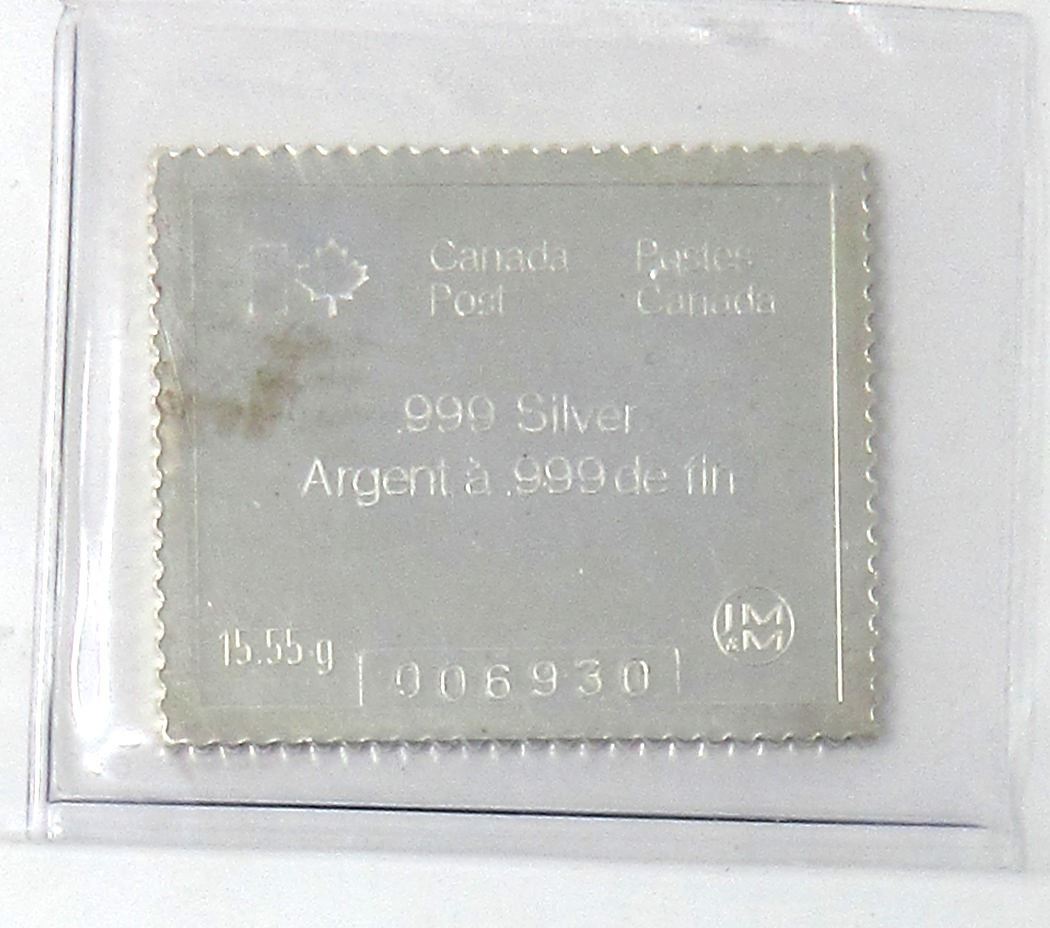 Canada Post
Postes Canada
.999 Silver
Argent à .999 de fin
15.55 g
006930
JM & M